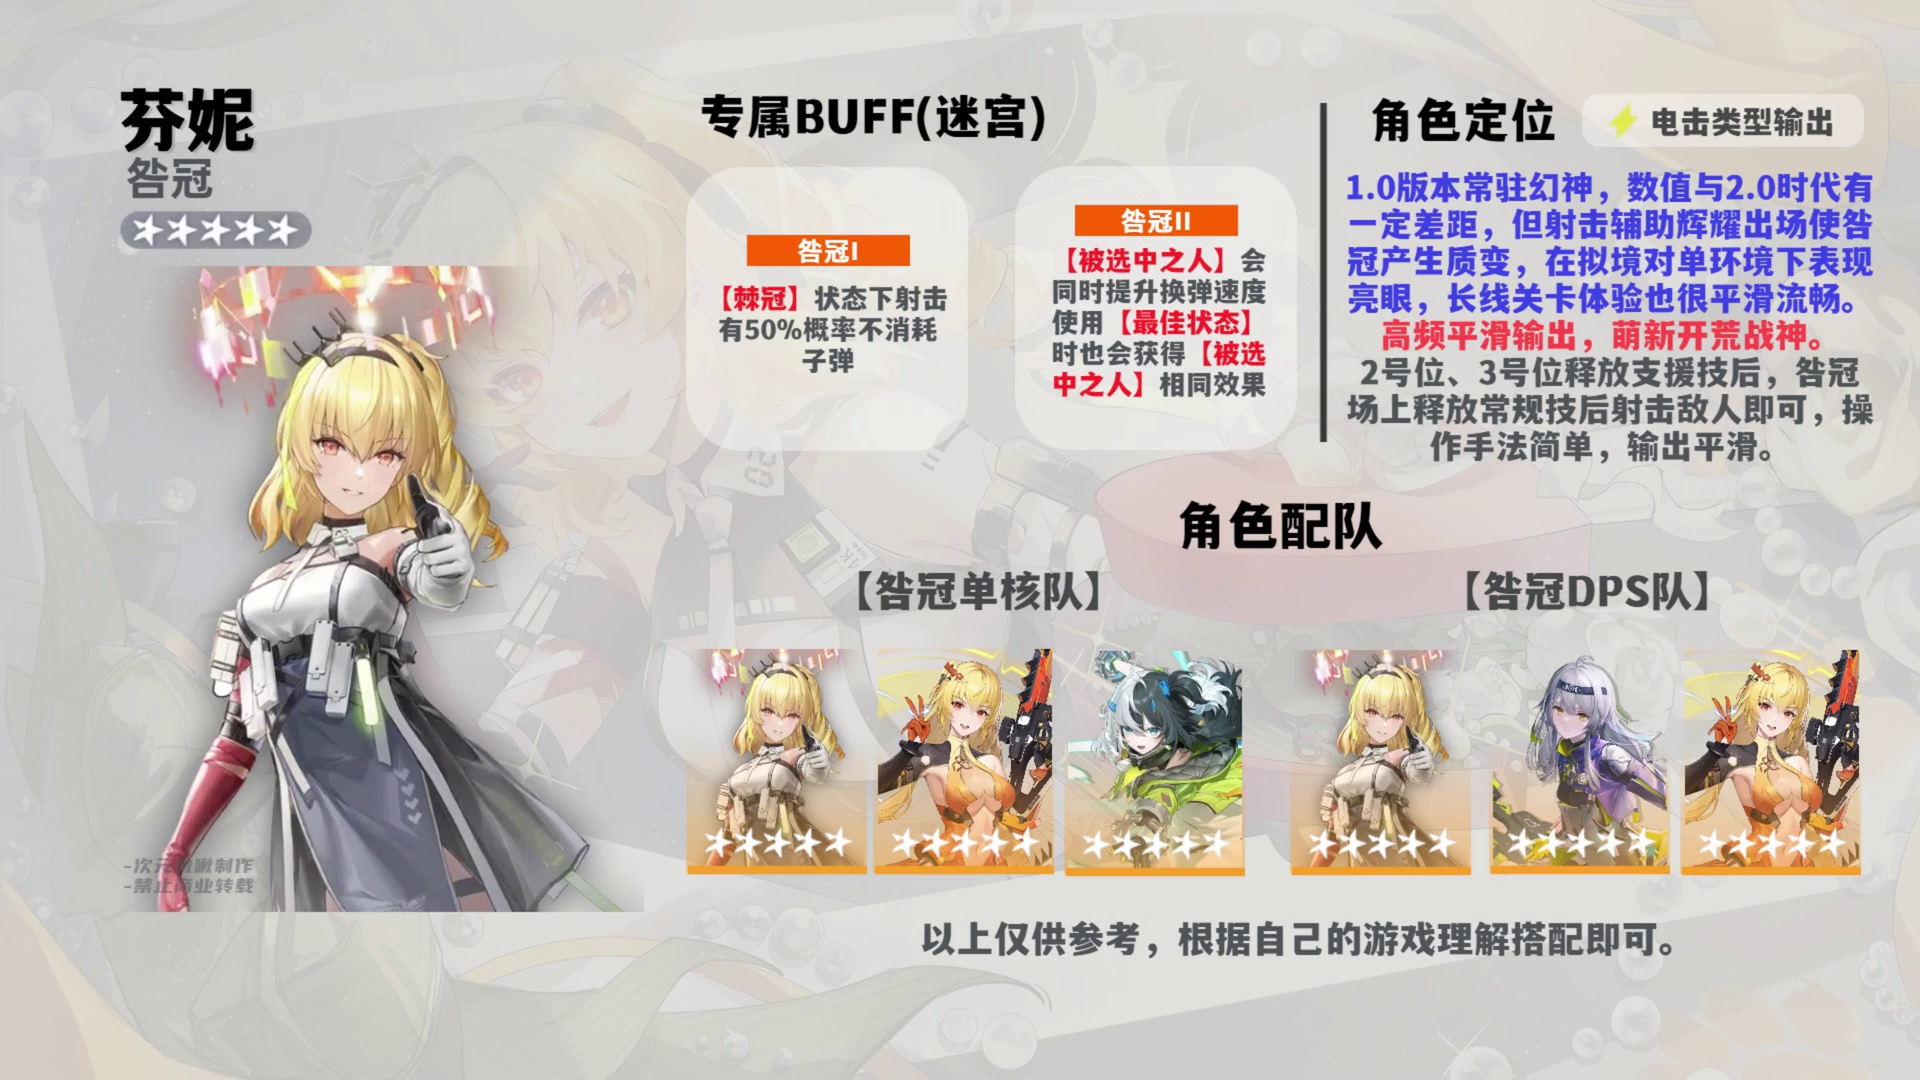 芬妮
咎冠
专属BUFF(迷宫)
咎冠I
【棘冠】状态下射击
有50%概率不消耗
子弹
咎冠II
【被选中之人】会
同时提升换弹速度
使用【最佳状态】
时也会获得【被选
中之人】相同效果
角色定位
电击类型输出
1.0版本常驻幻神，数值与2.0时代有
一定差距，但射击辅助辉耀出场使咎
冠产生质变，在拟境对单环境下表现
亮眼，长线关卡体验也很平滑流畅。
高频平滑输出，萌新开荒战神。
2号位、3号位释放支援技后，咎冠
场上释放常规技后射击敌人即可，操
作手法简单，输出平滑。
角色配队
【咎冠单核队】
【咎冠DPS队】
-次元啾啾制作
-禁止商业转载
以上仅供参考，根据自己的游戏理解搭配即可。